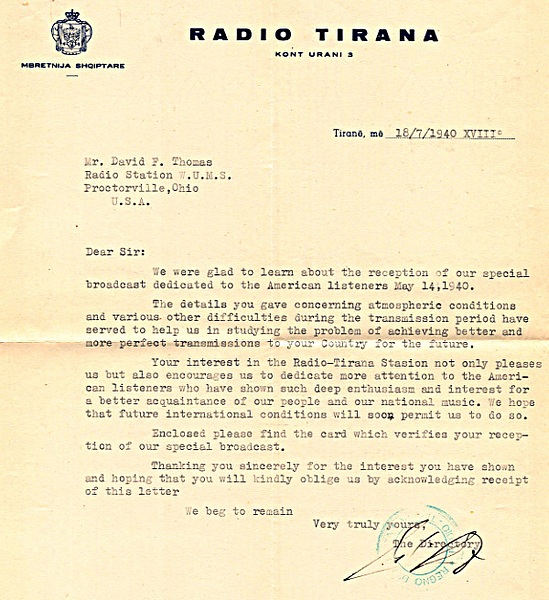 RADIO TIRANA
KONT URANI 3
MBRETNIJA SHQIPTARE
Tiranë, më 18/7/1940 XVIII°
Mr. David F. Thomas
Radio Station W.U.M.S.
Proctorville,Ohio
U.S.A.
Dear Sir:
We were glad to learn about the reception of our special
broadcast dedicated to the American listeners May 14,1940.
The details you gave concerning atmospheric conditions
and various other difficulties during the transmission period have
served to help us in studying the problem of achieving better and
more perfect transmissions to your Country for the future.
Your interest in the Radio-Tirana Stasion not only pleases
us but also encourages us to dedicate more attention to the Ameri-
can listeners who have shown such deep enthusiasm and interest for
a better acquaintance of our people and our national music. We hope
that future international conditions will soon permit us to do so.
Enclosed please find the card which verifies your recep-
tion of our special broadcast.
Thanking you sincerely for the interest you have shown
and hoping that you will kindly oblige us by acknowledging receipt
of this letter
We beg to remain
Very truly yours,
The Directory
REGNO